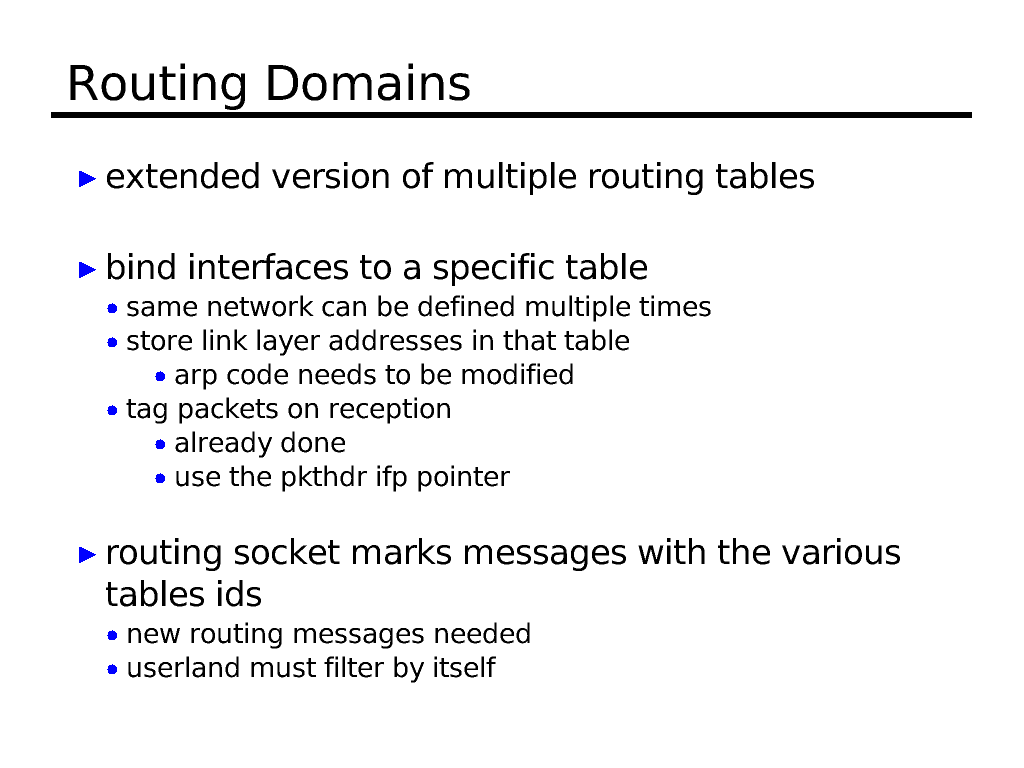 Routing Domains
extended version of multiple routing tables
bind interfaces to a specific table
same network can be defined multiple times
store link layer addresses in that table
arp code needs to be modified
tag packets on reception
already done
use the pkthdr ifp pointer
routing socket marks messages with the various
tables ids
new routing messages needed
userland must filter by itself